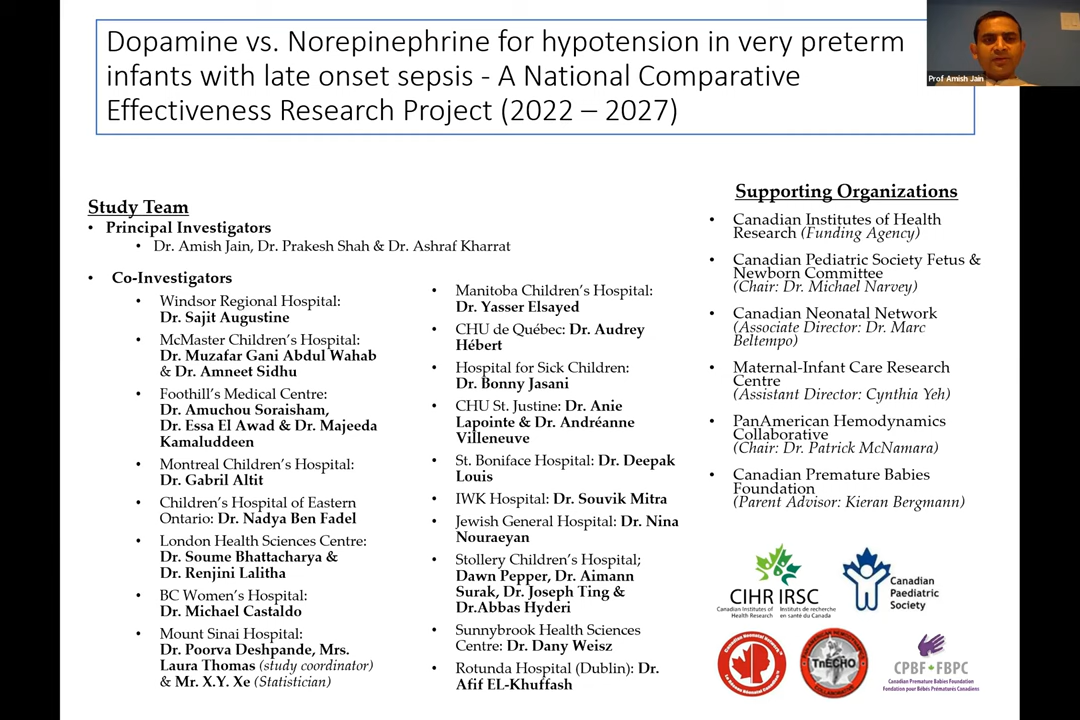 Dopamine vs. Norepinephrine for hypotension in very preterm
infants with late onset sepsis - A National Comparative
Effectiveness Research Project (2022 – 2027)
Prof Amish Jain
Study Team
• Principal Investigators
• Dr. Amish Jain, Dr. Prakesh Shah & Dr. Ashraf Kharrat
• Co-Investigators
• Windsor Regional Hospital:
Dr. Sajit Augustine
• McMaster Children's Hospital:
Dr. Muzafar Gani Abdul Wahab
& Dr. Amneet Sidhu
• Foothill's Medical Centre:
Dr. Amuchou Soraisham,
Dr. Essa El Awad & Dr. Majeeda
Kamaluddeen
• Montreal Children's Hospital:
Dr. Gabril Altit
• Children's Hospital of Eastern
Ontario: Dr. Nadya Ben Fadel
• London Health Sciences Centre:
Dr. Soume Bhattacharya &
Dr. Renjini Lalitha
• BC Women's Hospital:
Dr. Michael Castaldo
• Mount Sinai Hospital:
Dr. Poorva Deshpande, Mrs.
Laura Thomas (study coordinator)
& Mr. X.Y. Xe (Statistician)
• Manitoba Children's Hospital:
Dr. Yasser Elsayed
• CHU de Québec: Dr. Audrey
Hébert
• Hospital for Sick Children:
Dr. Bonny Jasani
• CHU St. Justine: Dr. Anie
Lapointe & Dr. Andréanne
Villeneuve
• St. Boniface Hospital: Dr. Deepak
Louis
• IWK Hospital: Dr. Souvik Mitra
• Jewish General Hospital: Dr. Nina
Nouraeyan
• Stollery Children's Hospital;
Dawn Pepper, Dr. Aimann
Surak, Dr. Joseph Ting &
Dr.Abbas Hyderi
• Sunnybrook Health Sciences
Centre: Dr. Dany Weisz
• Rotunda Hospital (Dublin): Dr.
Afif EL-Khuffash
Supporting Organizations
• Canadian Institutes of Health
Research (Funding Agency)
• Canadian Pediatric Society Fetus &
Newborn Committee
(Chair: Dr. Michael Narvey)
• Canadian Neonatal Network
(Associate Director: Dr. Marc
Beltempo)
• Maternal-Infant Care Research
Centre
(Assistant Director: Cynthia Yeh)
• PanAmerican Hemodynamics
Collaborative
(Chair: Dr. Patrick McNamara)
• Canadian Premature Babies
Foundation
(Parent Advisor: Kieran Bergmann)
CIHR IRSC
Canadian Institutes of Health Research
Instituts de recherche en santé du Canada
Canadian
Paediatric
Society
TnECHO
CPBF FBPC
Canadian Premature Babies Foundation
Fondation pour Bébés Prématurés Canadiens